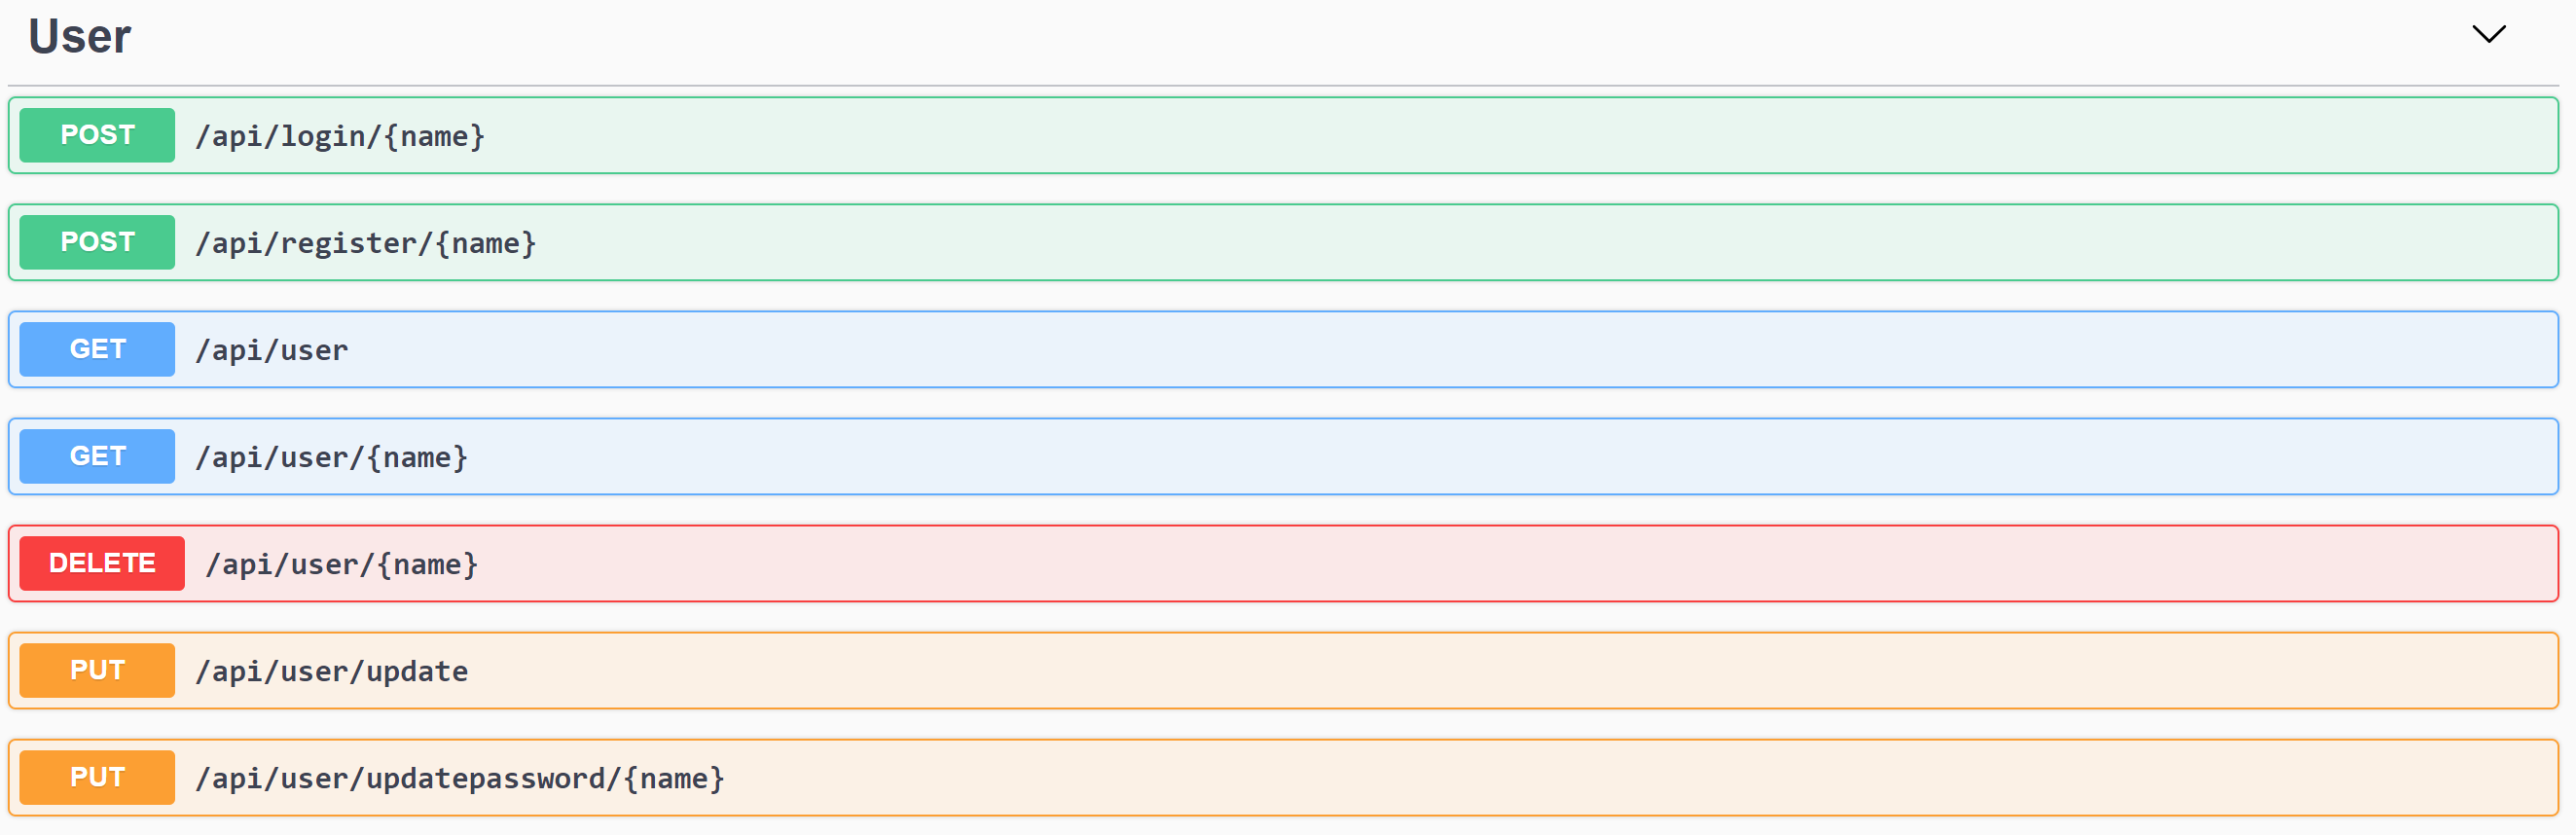 User
POST /api/login/{name}
POST /api/register/{name}
GET /api/user
GET /api/user/{name}
DELETE /api/user/{name}
PUT /api/user/update
PUT /api/user/updatepassword/{name}